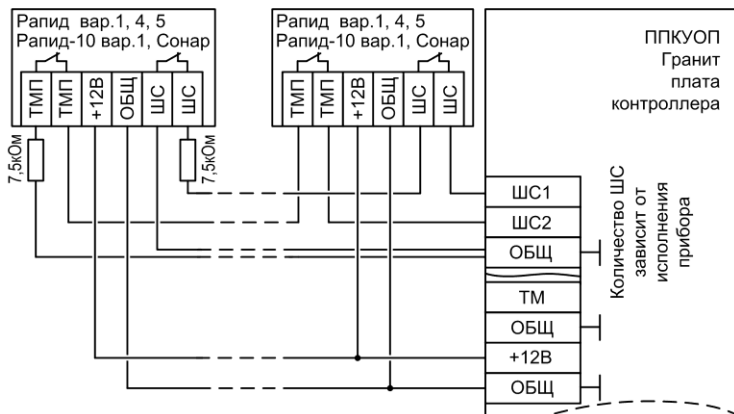 Рапид вар.1, 4, 5
Рапид-10 вар.1, Сонар
ТМП
ТМП
+12В
ОБЩ
ШС
ШС
7,5кОм
7,5кОм
Рапид вар.1, 4, 5
Рапид-10 вар.1, Сонар
ТМП
ТМП
+12В
ОБЩ
ШС
ШС
ППКУОП
Гранит
плата
контроллера
ШС1
ШС2
ОБЩ
ТМ
ОБЩ
+12В
ОБЩ
Количество ШС
зависит от
исполнения
прибора